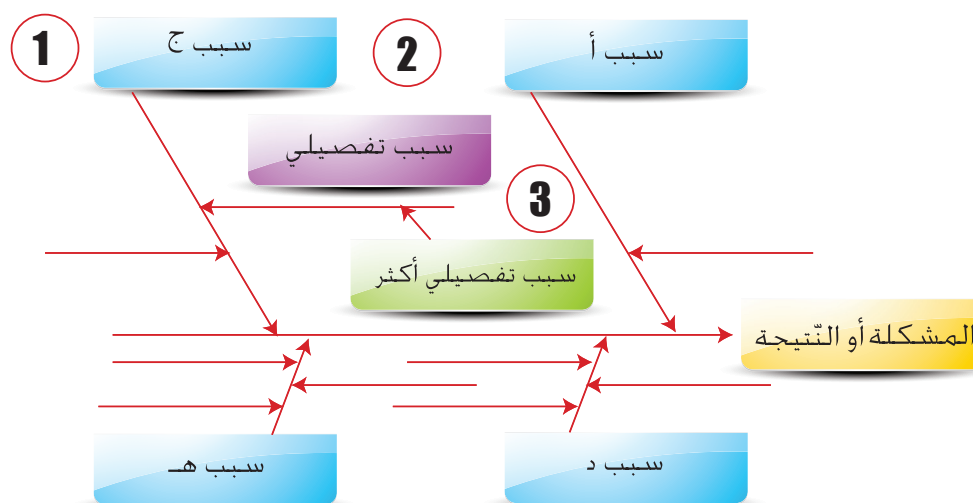 1
سبب ج
2
سبب أ
سبب تفصيلي
3
سبب تفصيلي أكثر
المشكلة أو النّتيجة
سبب هـ
سبب د